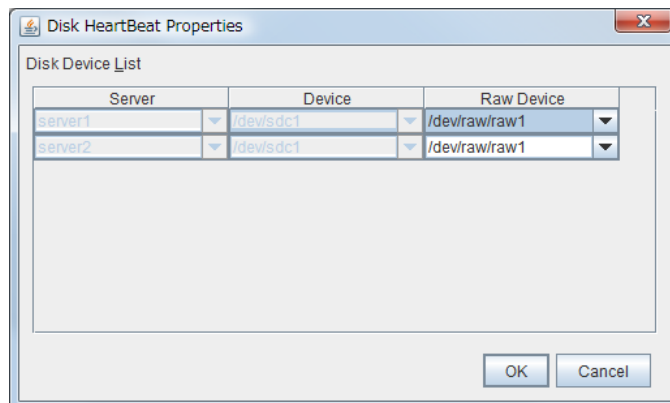 Disk HeartBeat Properties
Disk Device List
Server Device Raw Device
server1 /dev/sdc1 /dev/raw/raw1
server2 /dev/sdc1 /dev/raw/raw1
OK Cancel